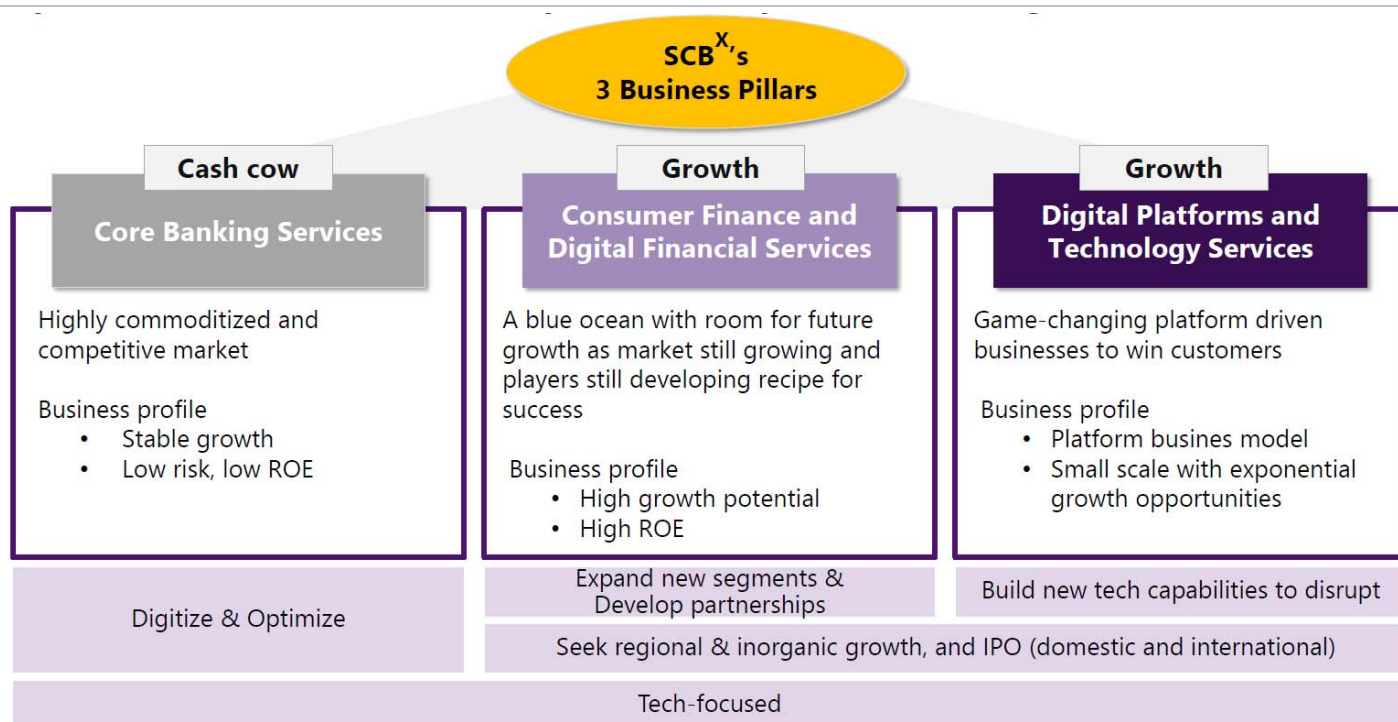 SCBX's
3 Business Pillars
Cash cow
Core Banking Services
Highly commoditized and
competitive market
Business profile
• Stable growth
• Low risk, low ROE
Growth
Consumer Finance and
Digital Financial Services
A blue ocean with room for future
growth as market still growing and
players still developing recipe for
success
Business profile
• High growth potential
• High ROE
Growth
Digital Platforms and
Technology Services
Game-changing platform driven
businesses to win customers
Business profile
• Platform busines model
• Small scale with exponential
growth opportunities
Digitize & Optimize
Expand new segments &
Develop partnerships
Build new tech capabilities to disrupt
Seek regional & inorganic growth, and IPO (domestic and international)
Tech-focused